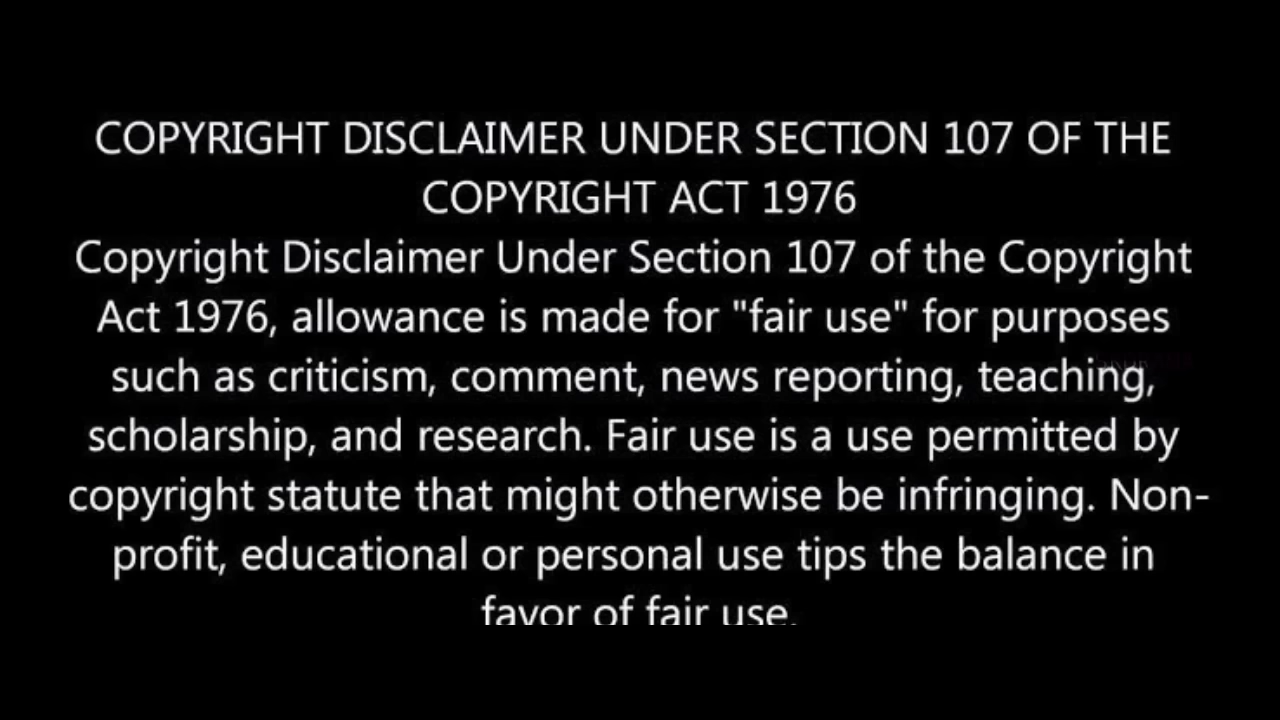 COPYRIGHT DISCLAIMER UNDER SECTION 107 OF THE
COPYRIGHT ACT 1976
Copyright Disclaimer Under Section 107 of the Copyright
Act 1976, allowance is made for "fair use" for purposes
such as criticism, comment, news reporting, teaching,
scholarship, and research. Fair use is a use permitted by
copyright statute that might otherwise be infringing. Non-
profit, educational or personal use tips the balance in
favor of fair use.